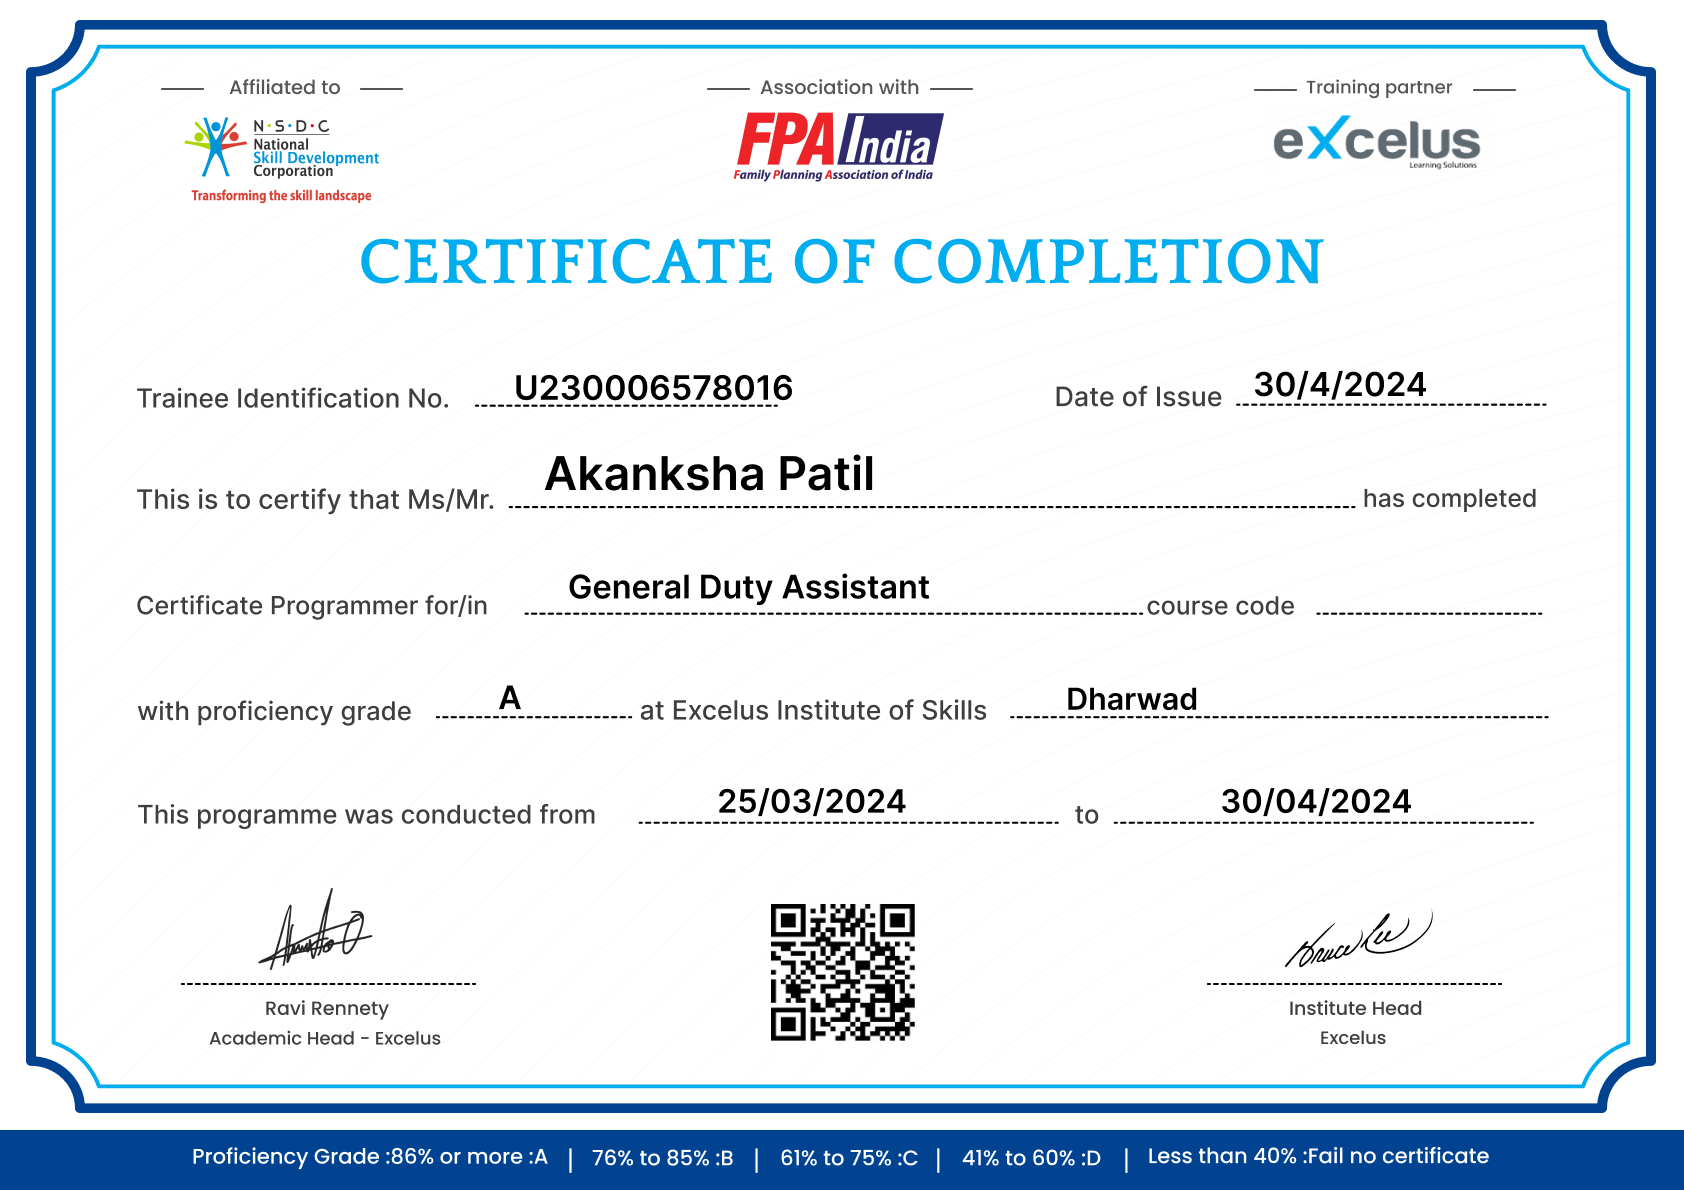 Affiliated to
Association with
Training partner
N·S·D·C
National
Skill Development
Corporation
Transforming the skill landscape
FPA India
Family Planning Association of India
excelus
Learning Solutions
CERTIFICATE OF COMPLETION
Trainee Identification No. U230006578016 Date of Issue 30/4/2024
This is to certify that Ms/Mr. Akanksha Patil has completed
Certificate Programmer for/in General Duty Assistant course code
with proficiency grade A at Excelus Institute of Skills Dharwad
This programme was conducted from 25/03/2024 to 30/04/2024
Bruce Lee
Ravi Rennety
Academic Head - Excelus
Institute Head
Excelus
Proficiency Grade :86% or more :A | 76% to 85% :B | 61% to 75% :C | 41% to 60% :D | Less than 40% :Fail no certificate